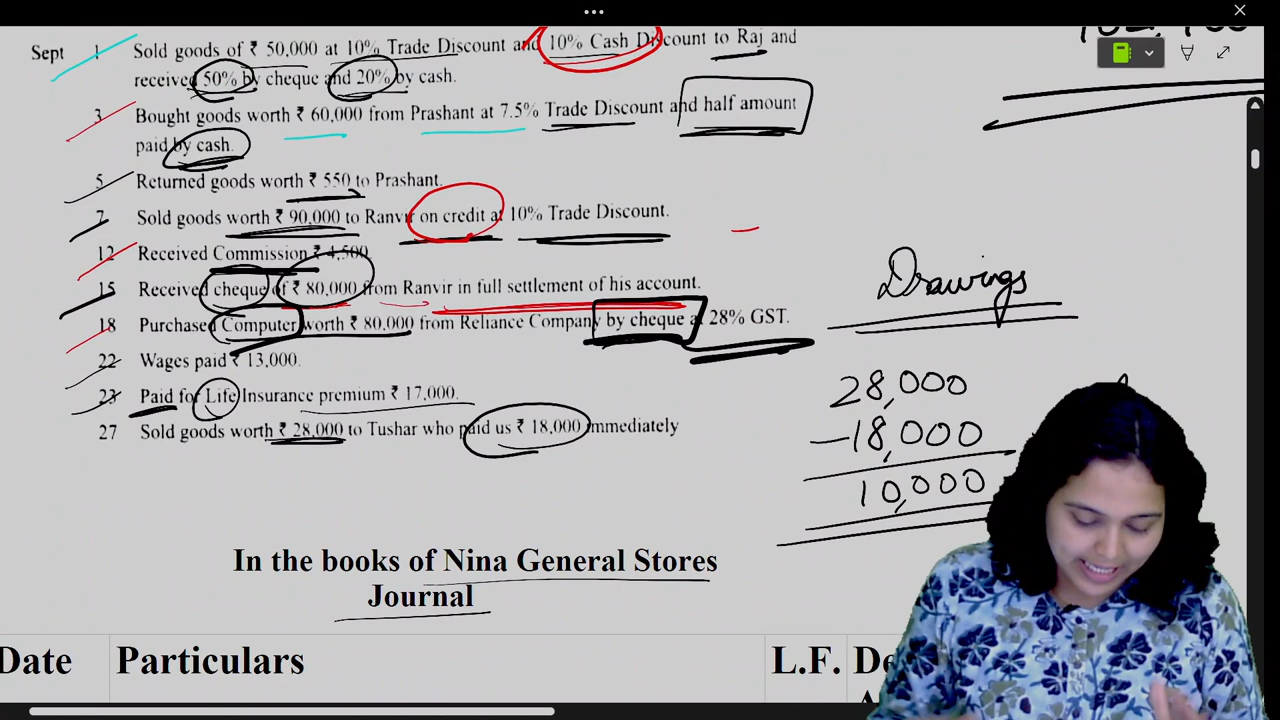 Sept 1 Sold goods of ₹ 50,000 at 10% Trade Discount and 10% Cash Discount to Raj and
received 50% by cheque and 20% by cash.
3 Bought goods worth ₹ 60,000 from Prashant at 7.5% Trade Discount and half amount
paid by cash.
5 Returned goods worth ₹ 550 to Prashant.
7 Sold goods worth ₹ 90,000 to Ranvir on credit at 10% Trade Discount.
12 Received Commission ₹ 4,500.
15 Received cheque of ₹ 80,000 from Ranvir in full settlement of his account.
18 Purchased Computer worth ₹ 80,000 from Reliance Company by cheque at 28% GST.
22 Wages paid ₹ 13,000.
23 Paid for Life Insurance premium ₹ 17,000.
27 Sold goods worth ₹ 28,000 to Tushar who paid us ₹ 18,000 immediately
Drawings
28,000
-18,000
10,000
In the books of Nina General Stores
Journal
Date Particulars L.F.